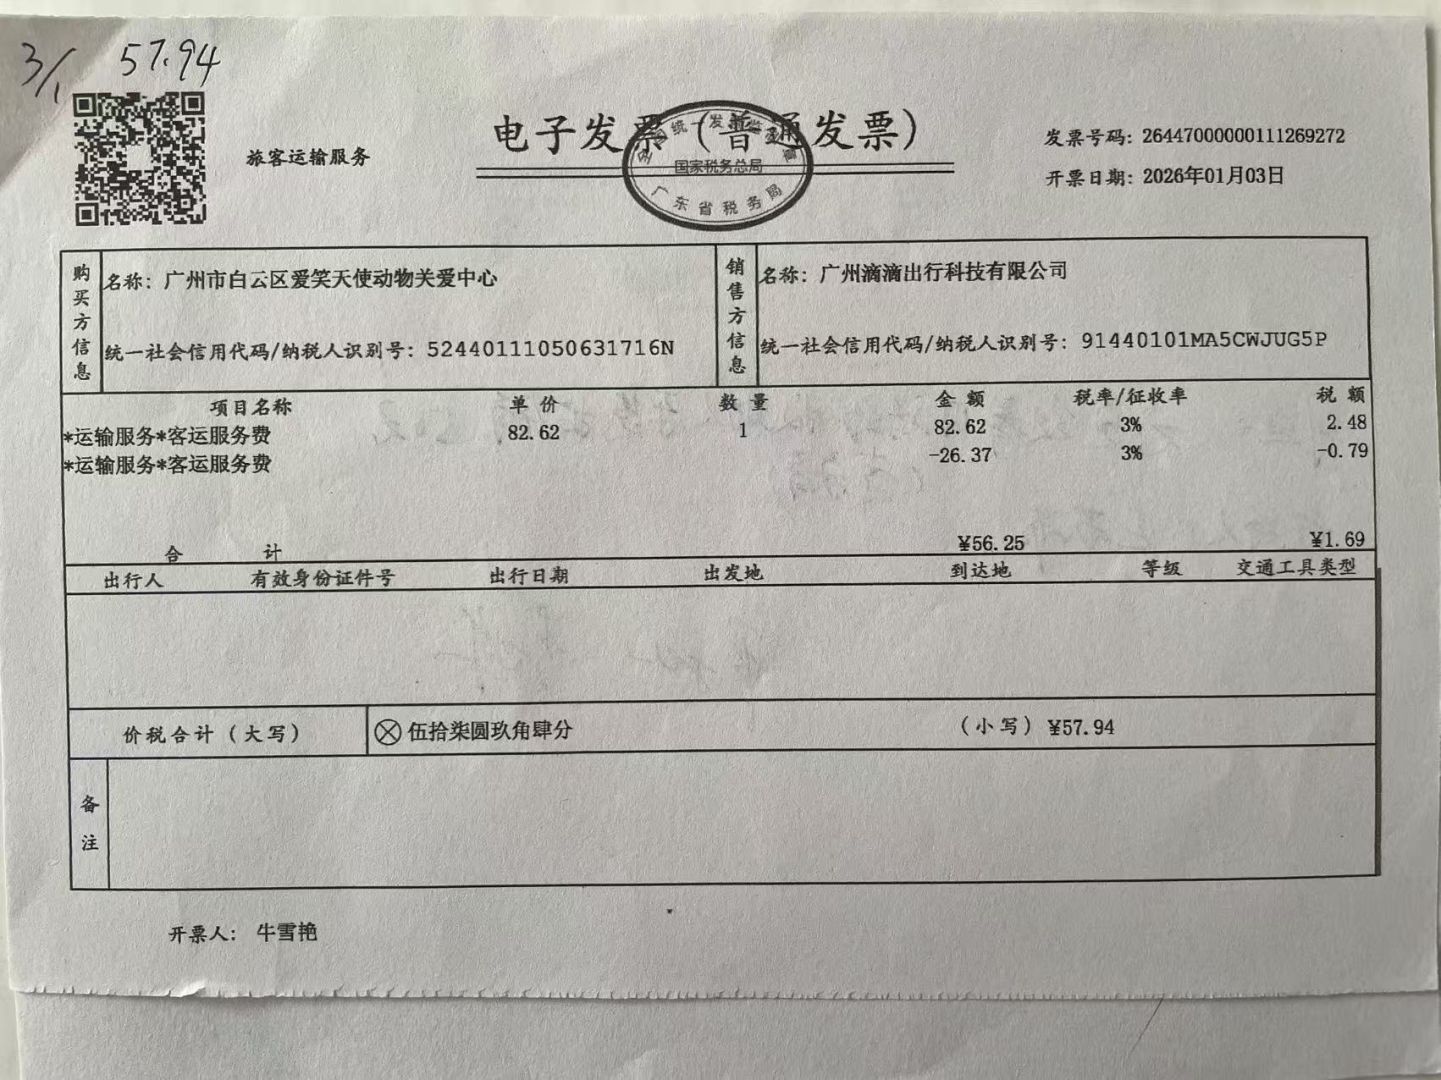 3/1 57.94
旅客运输服务
电子发票（普通发票）
全国统一发票监制章
国家税务总局
广东省税务局
发票号码: 26447000000111269272
开票日期: 2026年01月03日
购买方信息
名称: 广州市白云区爱笑天使动物关爱中心
统一社会信用代码/纳税人识别号: 52440111050631716N
销售方信息
名称: 广州滴滴出行科技有限公司
统一社会信用代码/纳税人识别号: 91440101MA5CWJUG5P
项目名称 单价 数量 金额 税率/征收率 税额
*运输服务*客运服务费 82.62 1 82.62 3% 2.48
*运输服务*客运服务费 -26.37 3% -0.79
合计 ¥56.25 ¥1.69
出行人 有效身份证件号 出行日期 出发地 到达地 等级 交通工具类型
价税合计（大写） 伍拾柒圆玖角肆分 （小写）¥57.94
备注
开票人: 牛雪艳